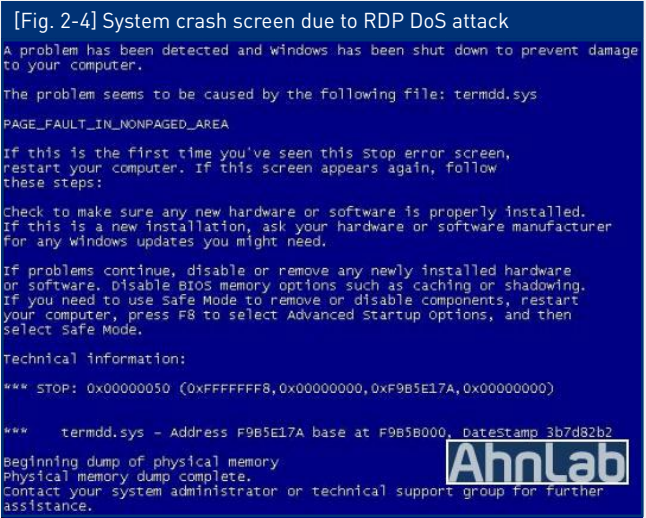 [Fig. 2-4] System crash screen due to RDP DoS attack
A problem has been detected and windows has been shut down to prevent damage
to your computer.
The problem seems to be caused by the following file: termdd.sys
PAGE_FAULT_IN_NONPAGED_AREA
If this is the first time you've seen this Stop error screen,
restart your computer. If this screen appears again, follow
these steps:
Check to make sure any new hardware or software is properly installed.
If this is a new installation, ask your hardware or software manufacturer
for any windows updates you might need.
If problems continue, disable or remove any newly installed hardware
or software. Disable BIOS memory options such as caching or shadowing.
If you need to use Safe Mode to remove or disable components, restart
your computer, press F8 to select Advanced Startup Options, and then
select Safe Mode.
Technical information:
*** STOP: 0x00000050 (0xFFFFFFF8,0x00000000,0xF9B5E17A,0x00000000)
*** termdd.sys - Address F9B5E17A base at F9B5B000, DateStamp 3b7d82b2
Beginning dump of physical memory
Physical memory dump complete.
Contact your system administrator or technical support group for further
assistance.
AhnLab